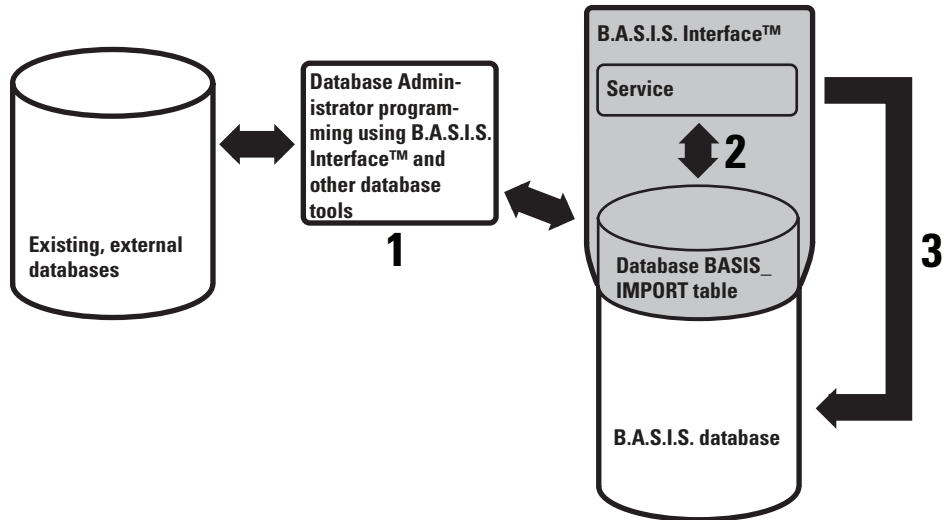 Existing, external
databases
Database Admin-
istrator program-
ming using B.A.S.I.S.
Interface™ and
other database
tools
1
B.A.S.I.S. Interface™
Service
2
Database BASIS_
IMPORT table
3
B.A.S.I.S. database